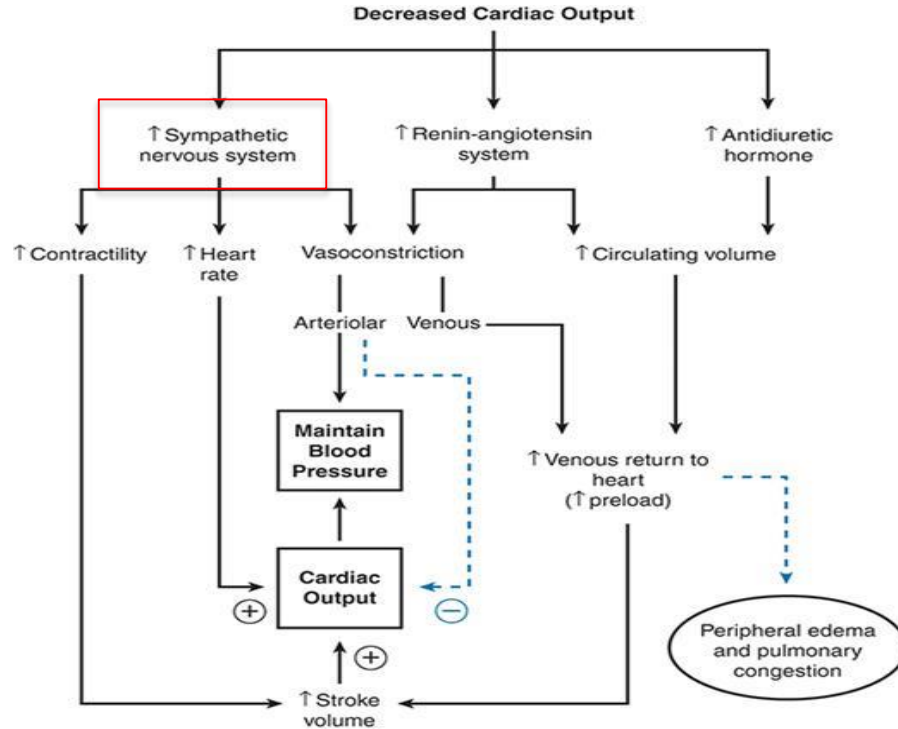 Decreased Cardiac Output
↑ Sympathetic
nervous system
↑ Renin-angiotensin
system
↑ Antidiuretic
hormone
↑ Contractility
↑ Heart
rate
Vasoconstriction
↑ Circulating volume
Arteriolar
Venous
Maintain
Blood
Pressure
↑ Venous return to
heart
(↑ preload)
Cardiac
Output
+
−
+
Peripheral edema
and pulmonary
congestion
↑ Stroke
volume